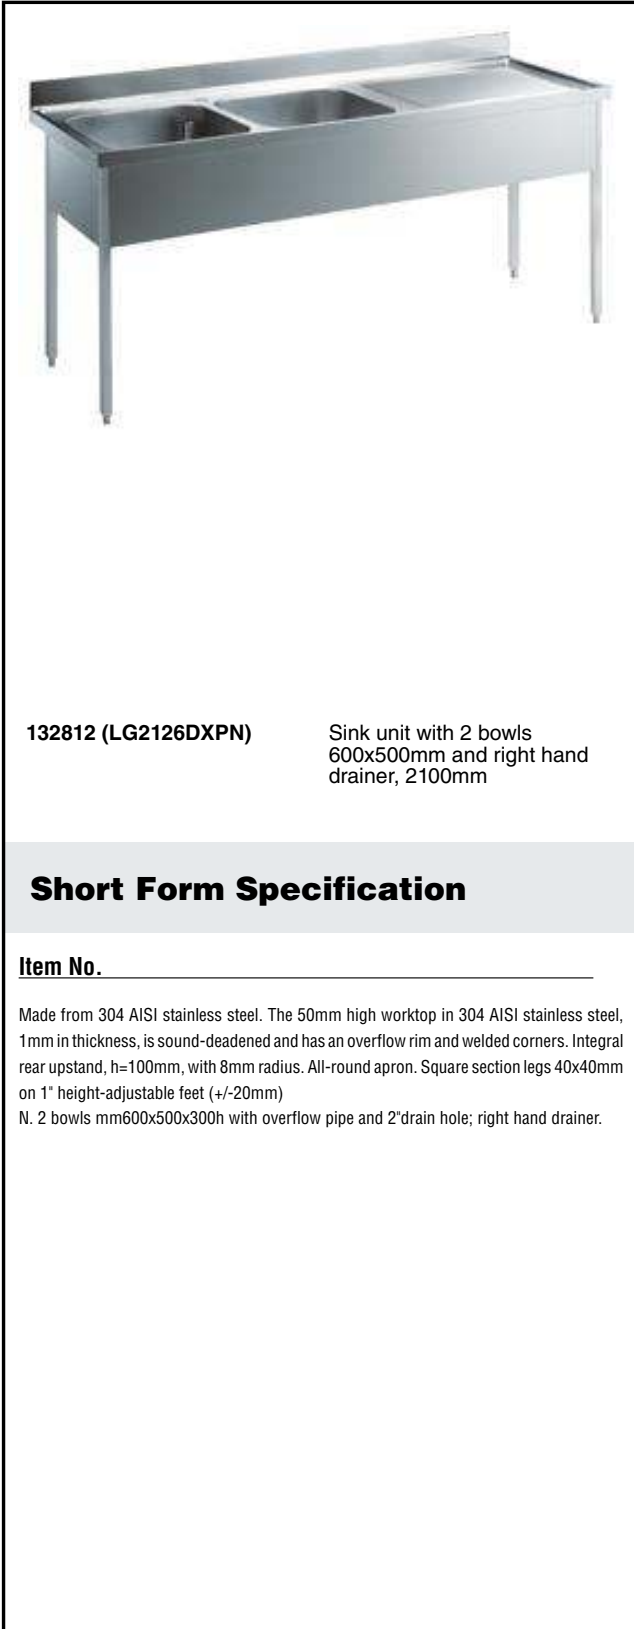 132812 (LG2126DXPN)
Sink unit with 2 bowls
600x500mm and right hand
drainer, 2100mm
Short Form Specification
Item No.
Made from 304 AISI stainless steel. The 50mm high worktop in 304 AISI stainless steel,
1mm in thickness, is sound-deadened and has an overflow rim and welded corners. Integral
rear upstand, h=100mm, with 8mm radius. All-round apron. Square section legs 40x40mm
on 1" height-adjustable feet (+/-20mm)
N. 2 bowls mm600x500x300h with overflow pipe and 2"drain hole; right hand drainer.